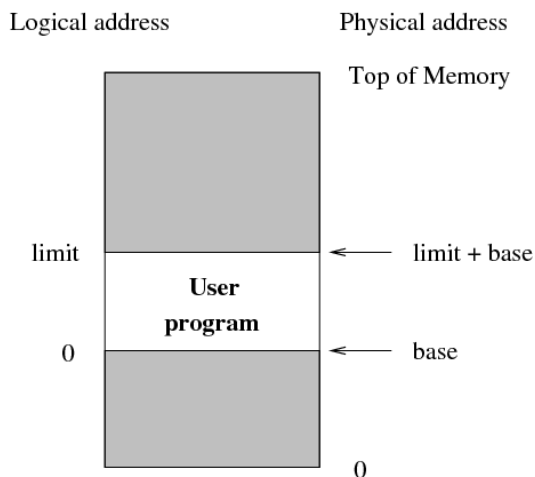 Logical address
Physical address
Top of Memory
limit
limit + base
User
program
0
base
0